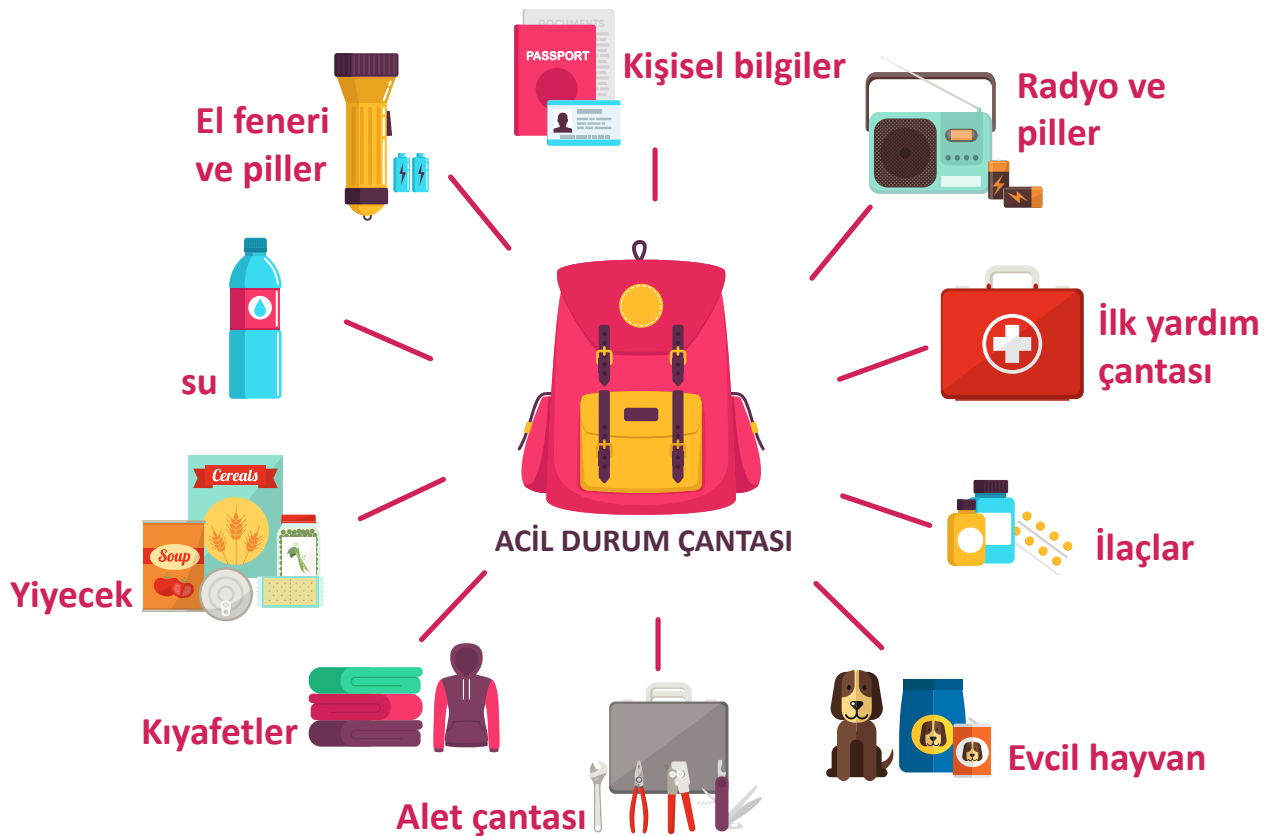 DOCUMENTS
PASSPORT
Kişisel bilgiler
Radyo ve
piller
El feneri
ve piller
İlk yardım
çantası
su
Cereals
Soup
Yiyecek
ACİL DURUM ÇANTASI
İlaçlar
Kıyafetler
Evcil hayvan
Alet çantası